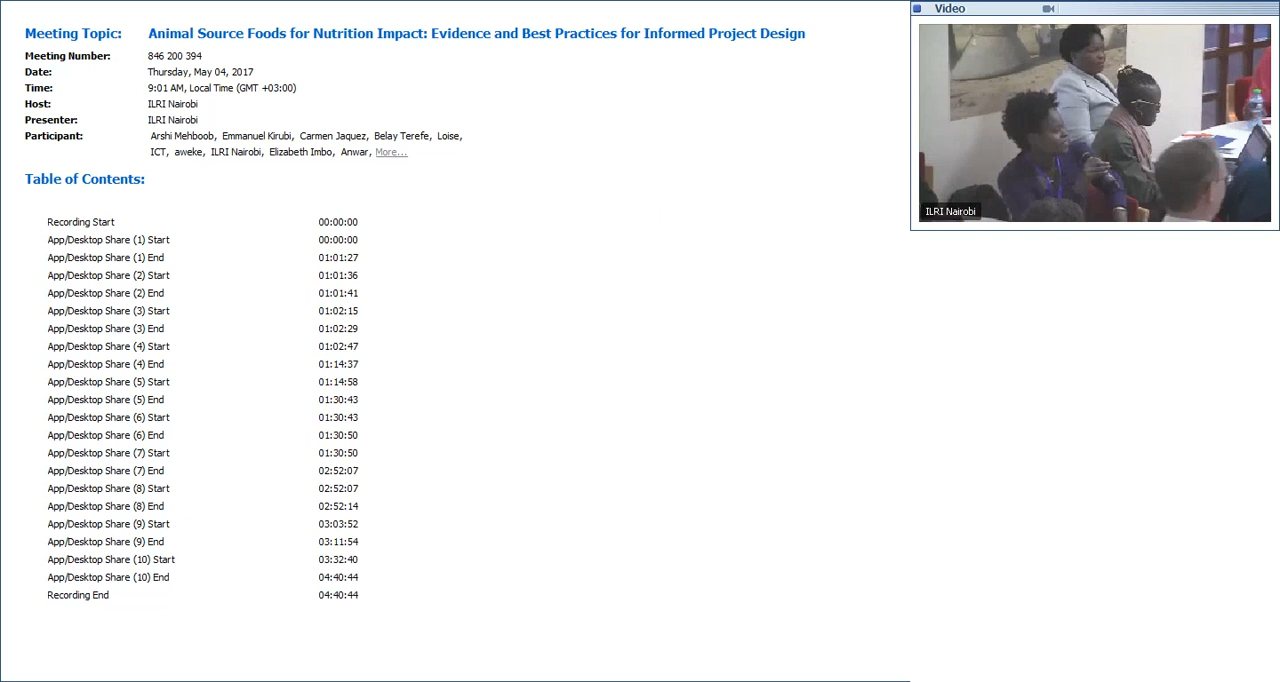 Meeting Topic: Animal Source Foods for Nutrition Impact: Evidence and Best Practices for Informed Project Design
Meeting Number: 846 200 394
Date: Thursday, May 04, 2017
Time: 9:01 AM, Local Time (GMT +03:00)
Host: ILRI Nairobi
Presenter: ILRI Nairobi
Participant: Arshi Mehboob, Emmanuel Kirubi, Carmen Jaquez, Belay Terefe, Loise,
ICT, aweke, ILRI Nairobi, Elizabeth Imbo, Anwar, More...
Table of Contents:
Recording Start 00:00:00
App/Desktop Share (1) Start 00:00:00
App/Desktop Share (1) End 01:01:27
App/Desktop Share (2) Start 01:01:36
App/Desktop Share (2) End 01:01:41
App/Desktop Share (3) Start 01:02:15
App/Desktop Share (3) End 01:02:29
App/Desktop Share (4) Start 01:02:47
App/Desktop Share (4) End 01:14:37
App/Desktop Share (5) Start 01:14:58
App/Desktop Share (5) End 01:30:43
App/Desktop Share (6) Start 01:30:43
App/Desktop Share (6) End 01:30:50
App/Desktop Share (7) Start 01:30:50
App/Desktop Share (7) End 02:52:07
App/Desktop Share (8) Start 02:52:07
App/Desktop Share (8) End 02:52:14
App/Desktop Share (9) Start 03:03:52
App/Desktop Share (9) End 03:11:54
App/Desktop Share (10) Start 03:32:40
App/Desktop Share (10) End 04:40:44
Recording End 04:40:44
Video
ILRI Nairobi